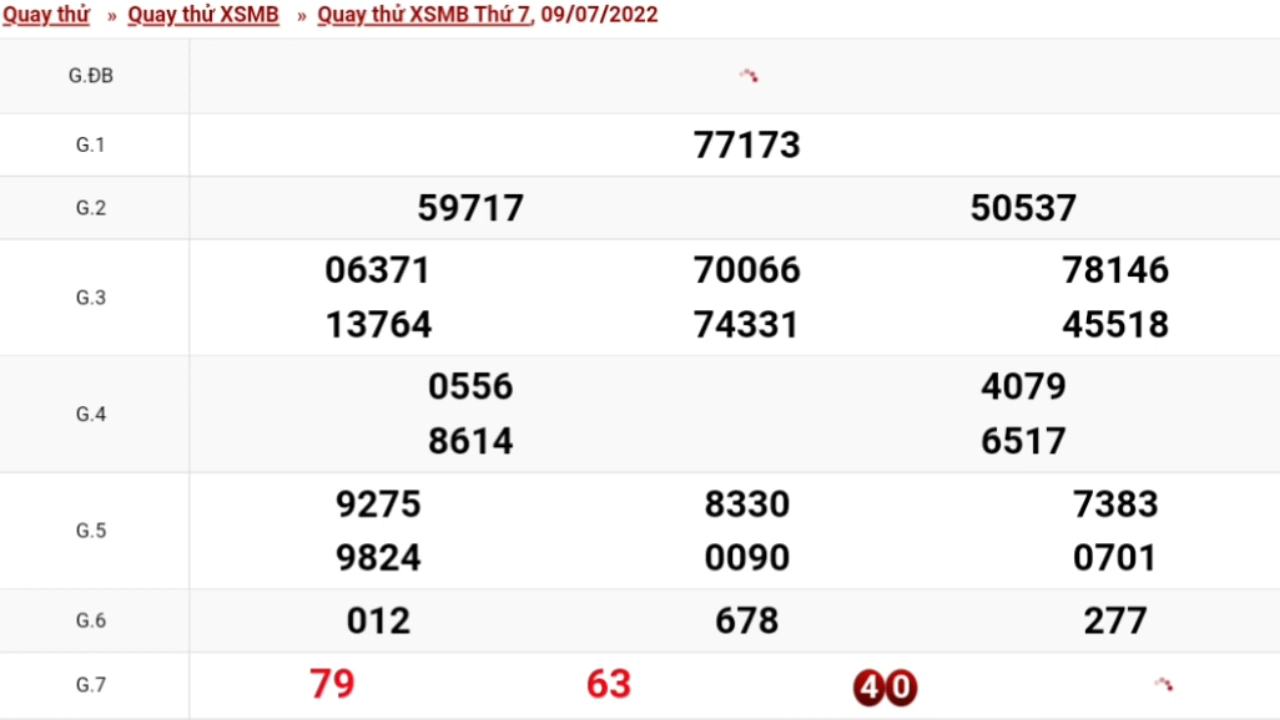 Quay thử » Quay thử XSMB » Quay thử XSMB Thứ 7, 09/07/2022
G.ĐB
G.1 77173
G.2 59717 50537
G.3 06371 70066 78146
13764 74331 45518
G.4 0556 4079
8614 6517
G.5 9275 8330 7383
9824 0090 0701
G.6 012 678 277
G.7 79 63 40